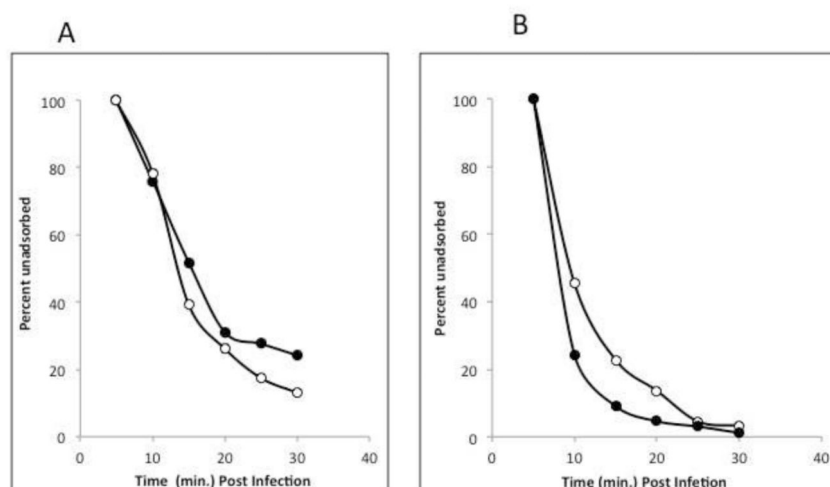 A
B
100
80
60
40
20
0
Percent unadsorbed
0 10 20 30 40
Time (min.) Post Infection
100
80
60
40
20
0
Percent unadsorbed
0 10 20 30 40
Time (min.) Post Infetion